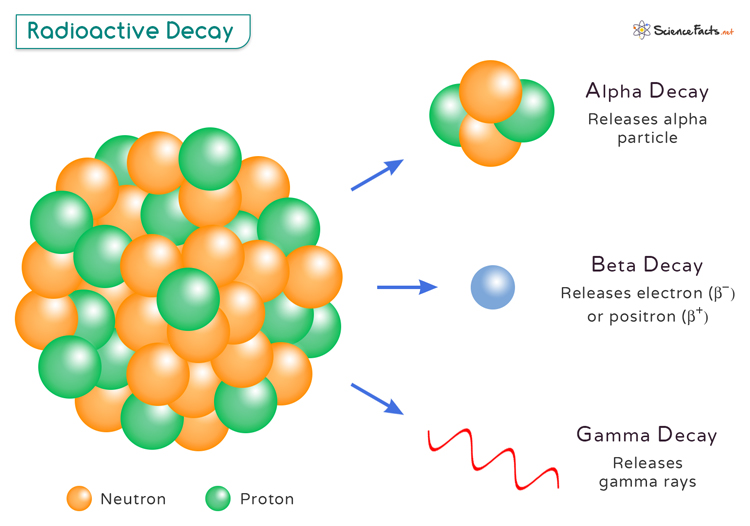 Radioactive Decay
ScienceFacts.net
Alpha Decay
Releases alpha
particle
Beta Decay
Releases electron (β⁻)
or positron (β⁺)
Gamma Decay
Releases
gamma rays
Neutron
Proton